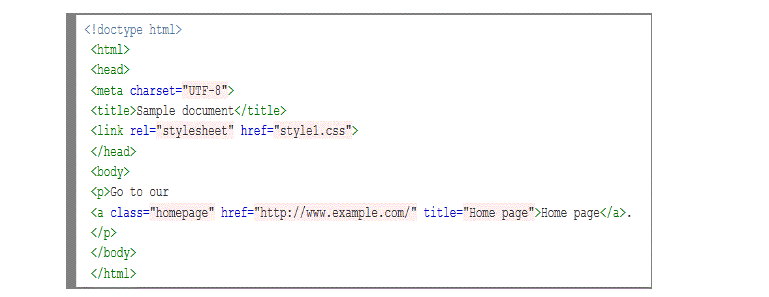 <!doctype html>
<html>
<head>
<meta charset="UTF-8">
<title>Sample document</title>
<link rel="stylesheet" href="style1.css">
</head>
<body>
<p>Go to our
<a class="homepage" href="http://www.example.com/" title="Home page">Home page</a>.
</p>
</body>
</html>